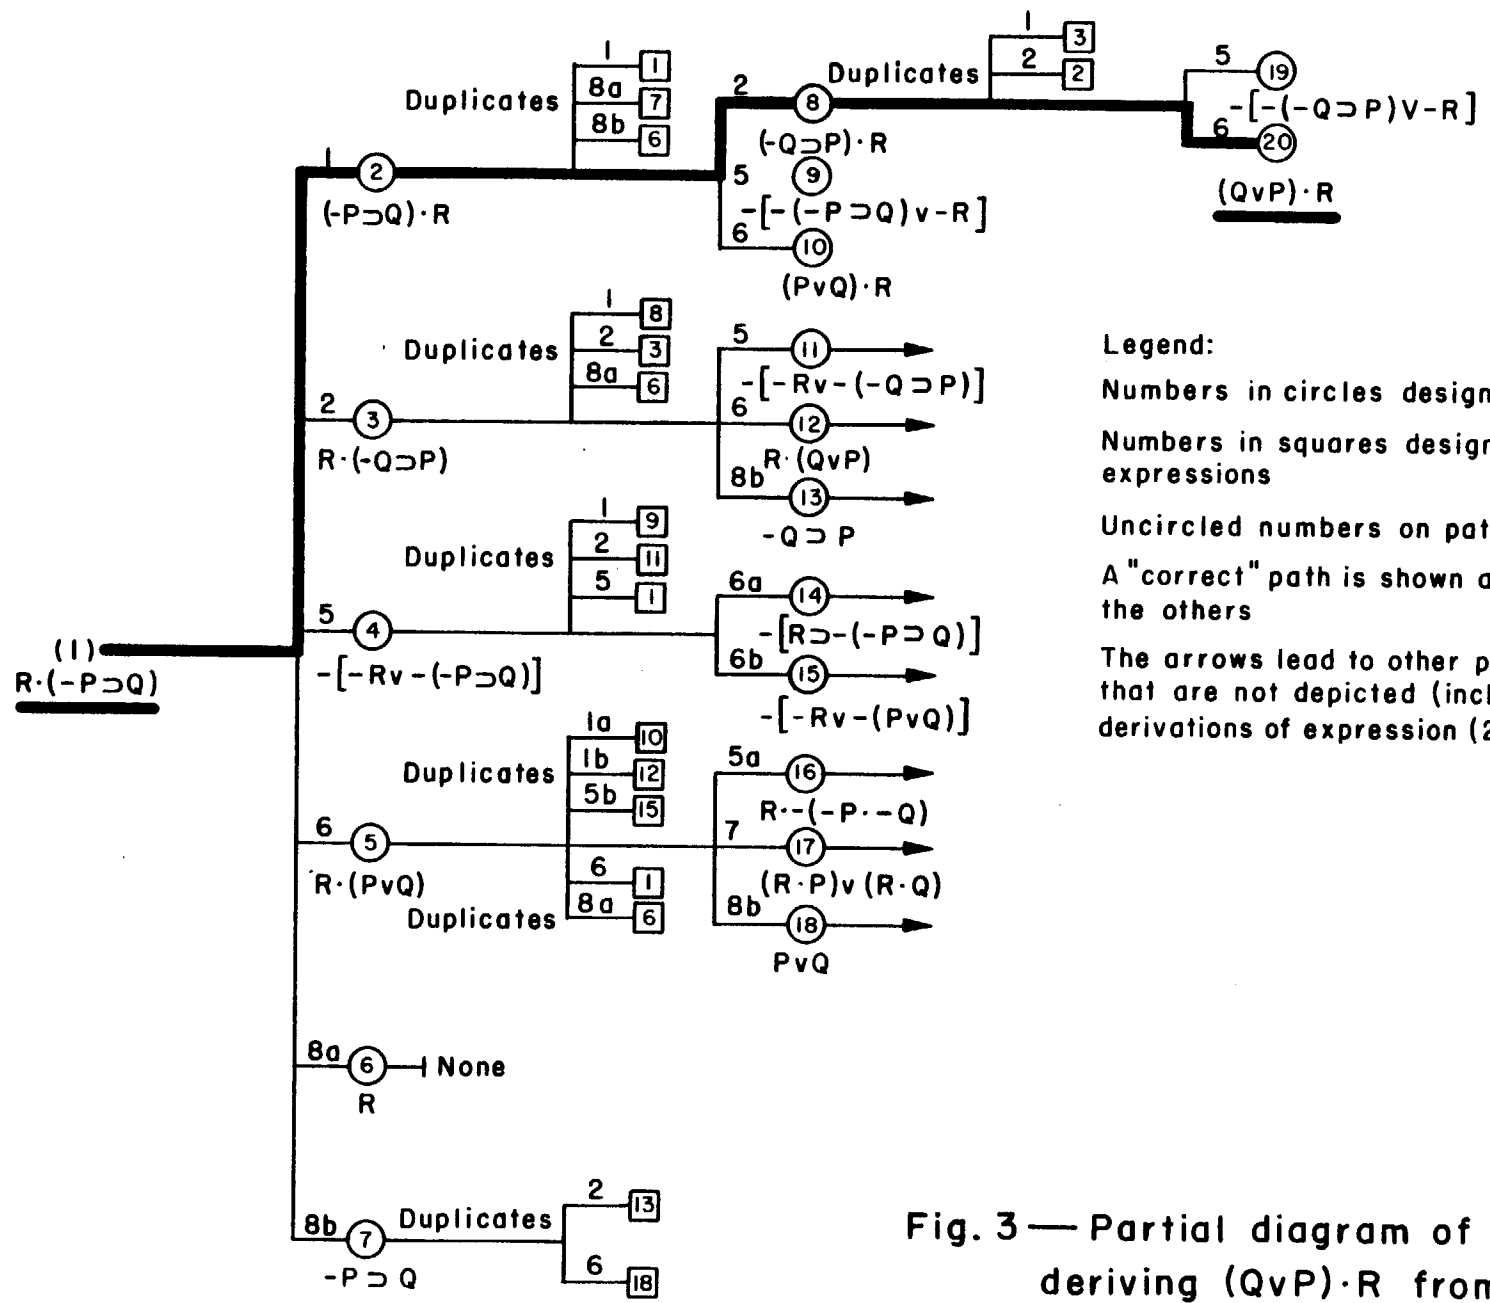 1 [1]
Duplicates 8a [7]
8b [6]
1 [3]
Duplicates 2 [2]
1 (2)
(-P⊃Q)·R
2 (8)
(-Q⊃P)·R
5 (9)
-[-(-P⊃Q)v-R]
6 (10)
(PvQ)·R
5 (19)
-[-(-Q⊃P)V-R]
6 (20)
(QvP)·R
1 [8]
Duplicates 2 [3]
8a [6]
2 (3)
R·(-Q⊃P)
5 (11)
-[-Rv-(-Q⊃P)]
6 (12)
R·(QvP)
8b (13)
-Q⊃P
1 [9]
Duplicates 2 [11]
5 [1]
(1)
R·(-P⊃Q)
5 (4)
-[-Rv-(-P⊃Q)]
6a (14)
-[R⊃-(-P⊃Q)]
6b (15)
-[-Rv-(PvQ)]
1a [10]
Duplicates 1b [12]
5b [15]
6 (5)
R·(PvQ)
6 [1]
Duplicates 8a [6]
5a (16)
R·-(-P·-Q)
7 (17)
(R·P)v(R·Q)
8b (18)
PvQ
8a (6) None
R
8b (7) Duplicates
-P⊃Q
2 [13]
6 [18]
Legend:
Numbers in circles design
Numbers in squares design
expressions
Uncircled numbers on pat
A "correct" path is shown a
the others
The arrows lead to other p
that are not depicted (incl
derivations of expression (2
Fig. 3 — Partial diagram of
deriving (QvP)·R from